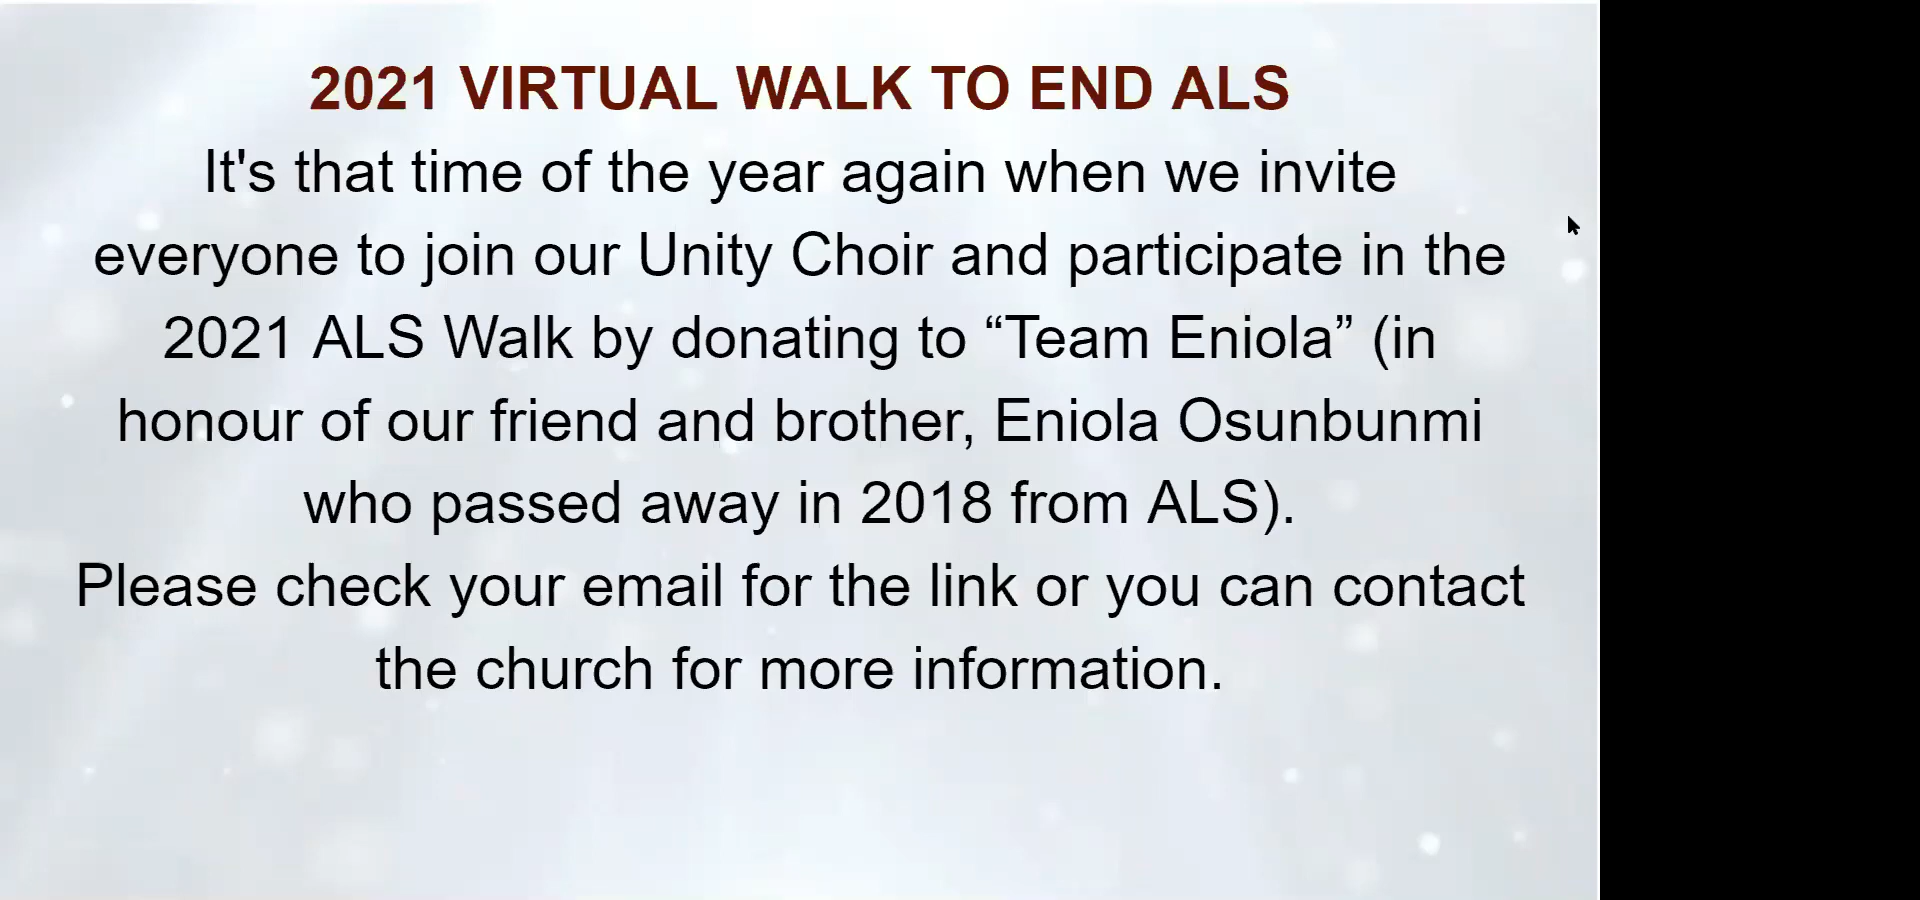 2021 VIRTUAL WALK TO END ALS
It's that time of the year again when we invite
everyone to join our Unity Choir and participate in the
2021 ALS Walk by donating to “Team Eniola” (in
honour of our friend and brother, Eniola Osunbunmi
who passed away in 2018 from ALS).
Please check your email for the link or you can contact
the church for more information.